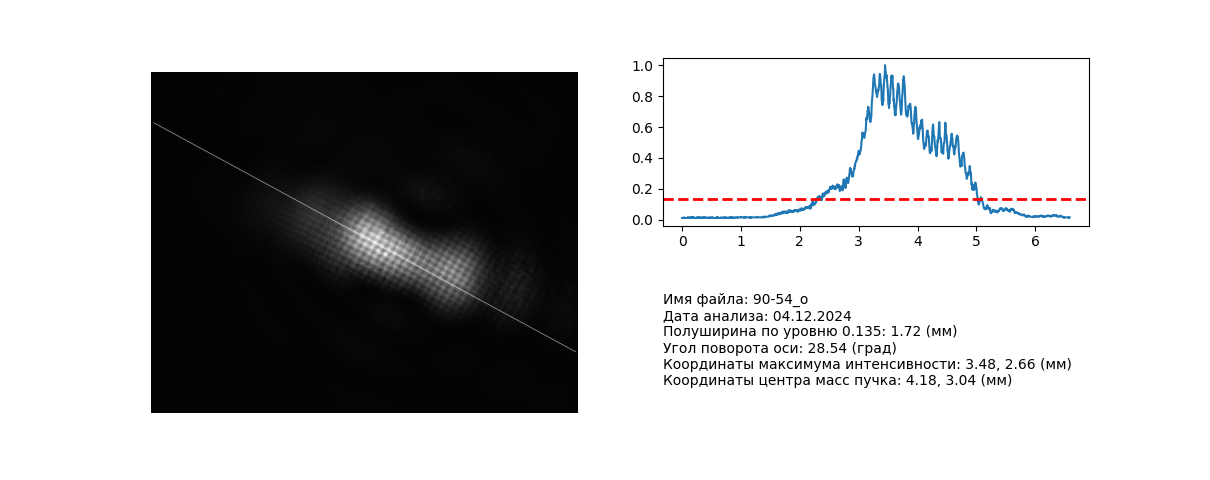 1.0
0.8
0.6
0.4
0.2
0.0
0 1 2 3 4 5 6
Имя файла: 90-54_o
Дата анализа: 04.12.2024
Полуширина по уровню 0.135: 1.72 (мм)
Угол поворота оси: 28.54 (град)
Координаты максимума интенсивности: 3.48, 2.66 (мм)
Координаты центра масс пучка: 4.18, 3.04 (мм)